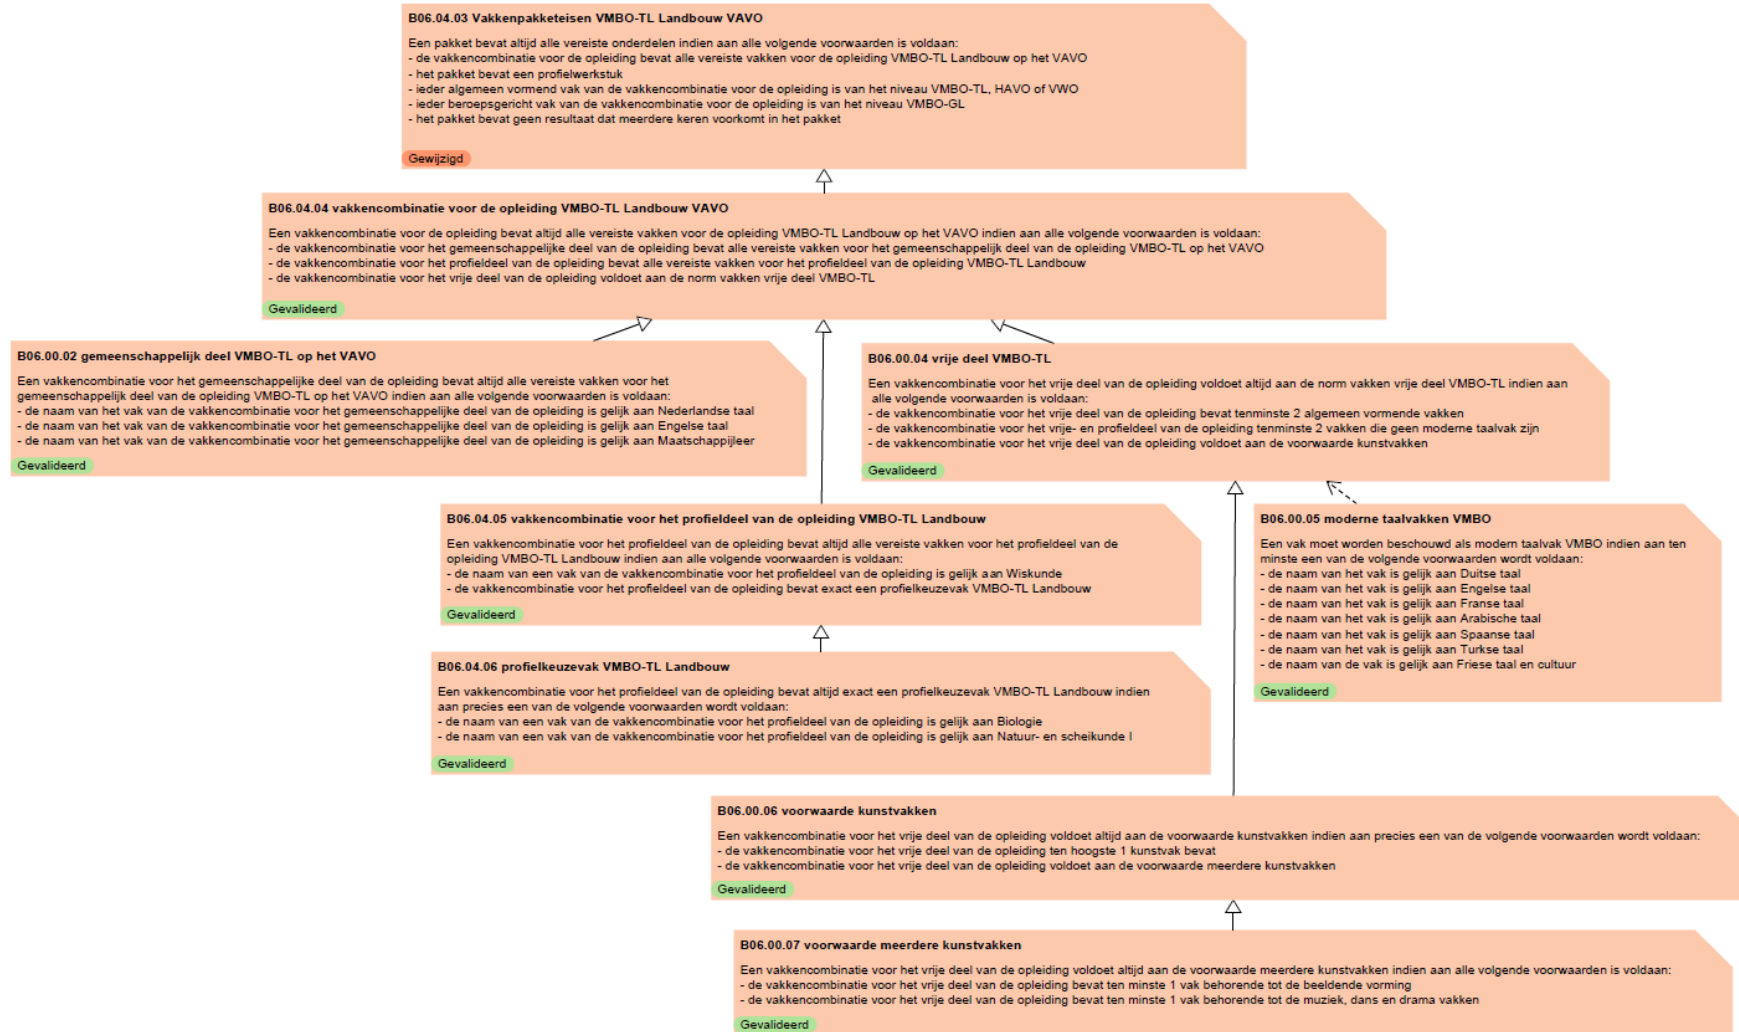 B06.04.03 Vakkenpakketeisen VMBO-TL Landbouw VAVO
Een pakket bevat altijd alle vereiste onderdelen indien aan alle volgende voorwaarden is voldaan:
- de vakkencombinatie voor de opleiding bevat alle vereiste vakken voor de opleiding VMBO-TL Landbouw op het VAVO
- het pakket bevat een profielwerkstuk
- ieder algemeen vormend vak van de vakkencombinatie voor de opleiding is van het niveau VMBO-TL, HAVO of VWO
- ieder beroepsgericht vak van de vakkencombinatie voor de opleiding is van het niveau VMBO-GL
- het pakket bevat geen resultaat dat meerdere keren voorkomt in het pakket
Gewijzigd
B06.04.04 vakkencombinatie voor de opleiding VMBO-TL Landbouw VAVO
Een vakkencombinatie voor de opleiding bevat altijd alle vereiste vakken voor de opleiding VMBO-TL Landbouw op het VAVO indien aan alle volgende voorwaarden is voldaan:
- de vakkencombinatie voor het gemeenschappelijke deel van de opleiding bevat alle vereiste vakken voor het gemeenschappelijk deel van de opleiding VMBO-TL op het VAVO
- de vakkencombinatie voor het profieldeel van de opleiding bevat alle vereiste vakken voor het profieldeel van de opleiding VMBO-TL Landbouw
- de vakkencombinatie voor het vrije deel van de opleiding voldoet aan de norm vakken vrije deel VMBO-TL
Gevalideerd
B06.00.02 gemeenschappelijk deel VMBO-TL op het VAVO
Een vakkencombinatie voor het gemeenschappelijke deel van de opleiding bevat altijd alle vereiste vakken voor het
gemeenschappelijk deel van de opleiding VMBO-TL op het VAVO indien aan alle volgende voorwaarden is voldaan:
- de naam van het vak van de vakkencombinatie voor het gemeenschappelijke deel van de opleiding is gelijk aan Nederlandse taal
- de naam van het vak van de vakkencombinatie voor het gemeenschappelijke deel van de opleiding is gelijk aan Engelse taal
- de naam van het vak van de vakkencombinatie voor het gemeenschappelijke deel van de opleiding is gelijk aan Maatschappijleer
Gevalideerd
B06.00.04 vrije deel VMBO-TL
Een vakkencombinatie voor het vrije deel van de opleiding voldoet altijd aan de norm vakken vrije deel VMBO-TL indien aan
alle volgende voorwaarden is voldaan:
- de vakkencombinatie voor het vrije deel van de opleiding bevat tenminste 2 algemeen vormende vakken
- de vakkencombinatie voor het vrije- en profieldeel van de opleiding tenminste 2 vakken die geen moderne taalvak zijn
- de vakkencombinatie voor het vrije deel van de opleiding voldoet aan de voorwaarde kunstvakken
Gevalideerd
B06.04.05 vakkencombinatie voor het profieldeel van de opleiding VMBO-TL Landbouw
Een vakkencombinatie voor het profieldeel van de opleiding bevat altijd alle vereiste vakken voor het profieldeel van de
opleiding VMBO-TL Landbouw indien aan alle volgende voorwaarden is voldaan:
- de naam van een vak van de vakkencombinatie voor het profieldeel van de opleiding is gelijk aan Wiskunde
- de vakkencombinatie voor het profieldeel van de opleiding bevat exact een profielkeuzevak VMBO-TL Landbouw
Gevalideerd
B06.00.05 moderne taalvakken VMBO
Een vak moet worden beschouwd als modern taalvak VMBO indien aan ten
minste een van de volgende voorwaarden wordt voldaan:
- de naam van het vak is gelijk aan Duitse taal
- de naam van het vak is gelijk aan Engelse taal
- de naam van het vak is gelijk aan Franse taal
- de naam van het vak is gelijk aan Arabische taal
- de naam van het vak is gelijk aan Spaanse taal
- de naam van het vak is gelijk aan Turkse taal
- de naam van de vak is gelijk aan Friese taal en cultuur
Gevalideerd
B06.04.06 profielkeuzevak VMBO-TL Landbouw
Een vakkencombinatie voor het profieldeel van de opleiding bevat altijd exact een profielkeuzevak VMBO-TL Landbouw indien
aan precies een van de volgende voorwaarden wordt voldaan:
- de naam van een vak van de vakkencombinatie voor het profieldeel van de opleiding is gelijk aan Biologie
- de naam van een vak van de vakkencombinatie voor het profieldeel van de opleiding is gelijk aan Natuur- en scheikunde I
Gevalideerd
B06.00.06 voorwaarde kunstvakken
Een vakkencombinatie voor het vrije deel van de opleiding voldoet altijd aan de voorwaarde kunstvakken indien aan precies een van de volgende voorwaarden wordt voldaan:
- de vakkencombinatie voor het vrije deel van de opleiding ten hoogste 1 kunstvak bevat
- de vakkencombinatie voor het vrije deel van de opleiding voldoet aan de voorwaarde meerdere kunstvakken
Gevalideerd
B06.00.07 voorwaarde meerdere kunstvakken
Een vakkencombinatie voor het vrije deel van de opleiding voldoet altijd aan de voorwaarde meerdere kunstvakken indien aan alle volgende voorwaarden is voldaan:
- de vakkencombinatie voor het vrije deel van de opleiding bevat ten minste 1 vak behorende tot de beeldende vorming
- de vakkencombinatie voor het vrije deel van de opleiding bevat ten minste 1 vak behorende tot de muziek, dans en drama vakken
Gevalideerd